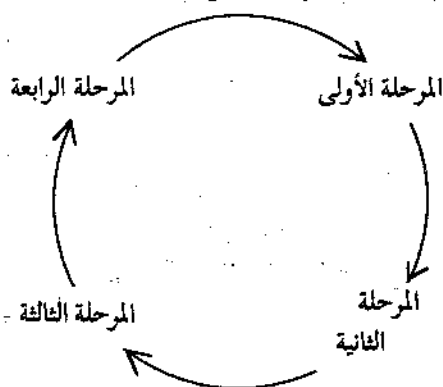 المرحلة الأولى
المرحلة
الثانية
المرحلة الثالثة
المرحلة الرابعة